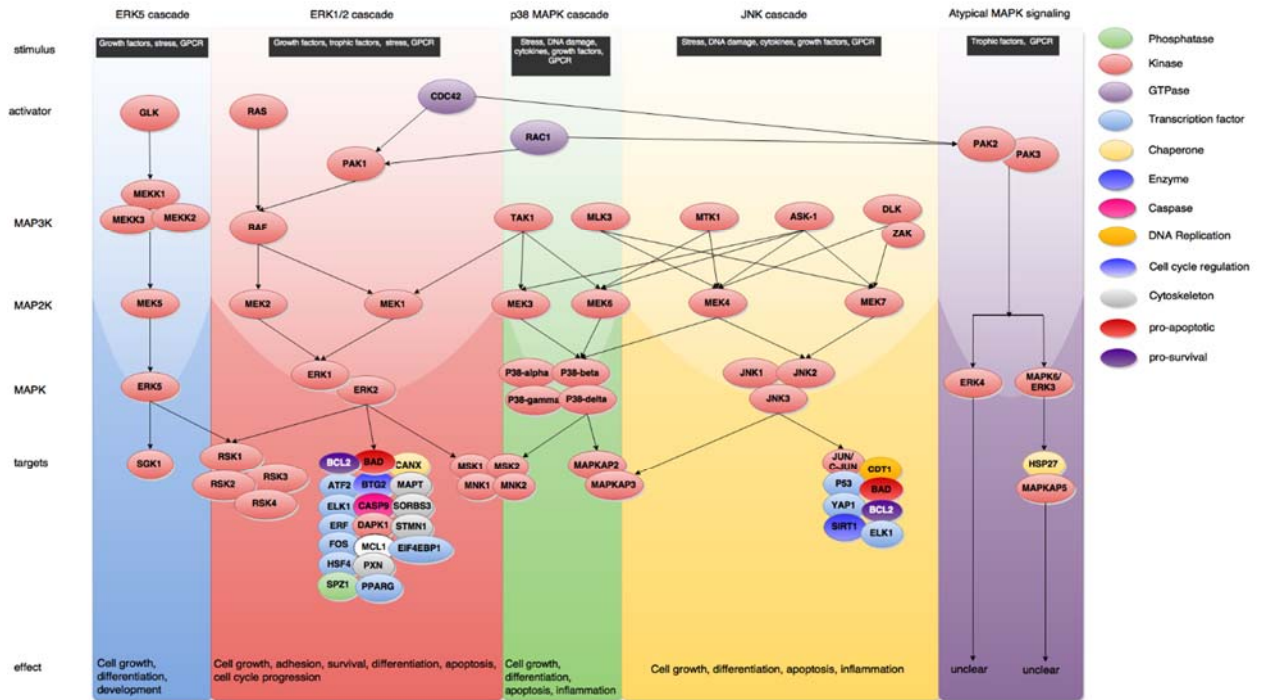 ERK5 cascade
ERK1/2 cascade
p38 MAPK cascade
JNK cascade
Atypical MAPK signaling
stimulus
Growth factors, stress, GPCR
Growth factors, trophic factors, stress, GPCR
Stress, DNA damage,
cytokines, growth factors,
GPCR
Stress, DNA damage, cytokines, growth factors, GPCR
Trophic factors, GPCR
activator
GLK
RAS
CDC42
RAC1
PAK1
PAK2
PAK3
MAP3K
MEKK1
MEKK3
MEKK2
RAF
TAK1
MLK3
MTK1
ASK-1
DLK
ZAK
MAP2K
MEK5
MEK2
MEK1
MEK3
MEK6
MEK4
MEK7
MAPK
ERK5
ERK1
ERK2
P38-alpha
P38-beta
P38-gamma
P38-delta
JNK1
JNK2
JNK3
ERK4
MAPK6/
ERK3
targets
SGK1
RSK1
RSK2
RSK3
RSK4
BCL2
BAD
CANX
ATF2
BTG2
MAPT
ELK1
CASP9
SORBS3
ERF
DAPK1
STMN1
FOS
MCL1
EIF4EBP1
HSF4
PXN
SPZ1
PPARG
MSK1
MSK2
MNK1
MNK2
MAPKAP2
MAPKAP3
JUN/
C-JUN
CDT1
P53
BAD
YAP1
BCL2
SIRT1
ELK1
HSP27
MAPKAP5
effect
Cell growth,
differentiation,
development
Cell growth, adhesion, survival, differentiation, apoptosis,
cell cycle progression
Cell growth,
differentiation,
apoptosis, inflammation
Cell growth, differentiation, apoptosis, inflammation
unclear
unclear
Phosphatase
Kinase
GTPase
Transcription factor
Chaperone
Enzyme
Caspase
DNA Replication
Cell cycle regulation
Cytoskeleton
pro-apoptotic
pro-survival